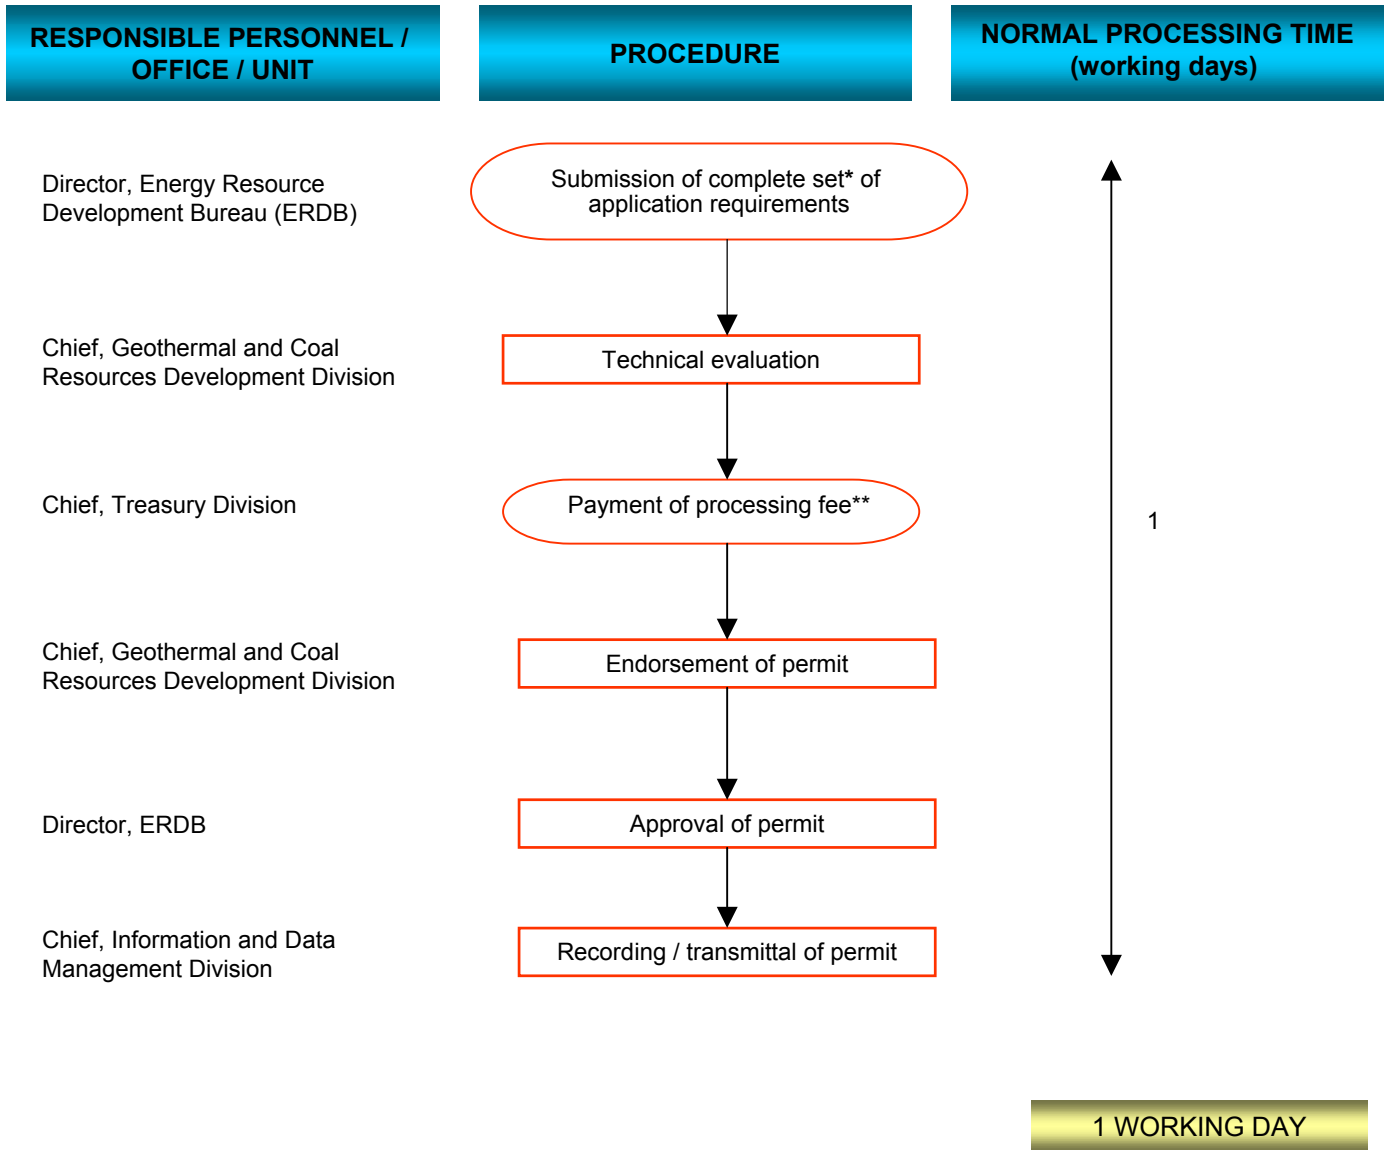 RESPONSIBLE PERSONNEL /
OFFICE / UNIT
PROCEDURE
NORMAL PROCESSING TIME
(working days)
Director, Energy Resource
Development Bureau (ERDB)
Submission of complete set* of
application requirements
Chief, Geothermal and Coal
Resources Development Division
Technical evaluation
Chief, Treasury Division
Payment of processing fee**
1
Chief, Geothermal and Coal
Resources Development Division
Endorsement of permit
Director, ERDB
Approval of permit
Chief, Information and Data
Management Division
Recording / transmittal of permit
1 WORKING DAY